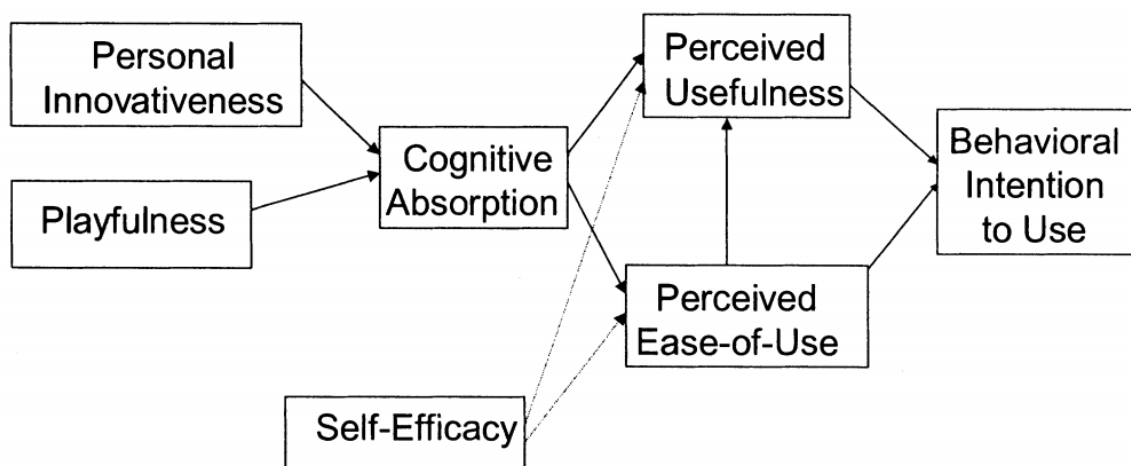 Personal
Innovativeness
Playfulness
Cognitive
Absorption
Perceived
Usefulness
Perceived
Ease-of-Use
Self-Efficacy
Behavioral
Intention
to Use